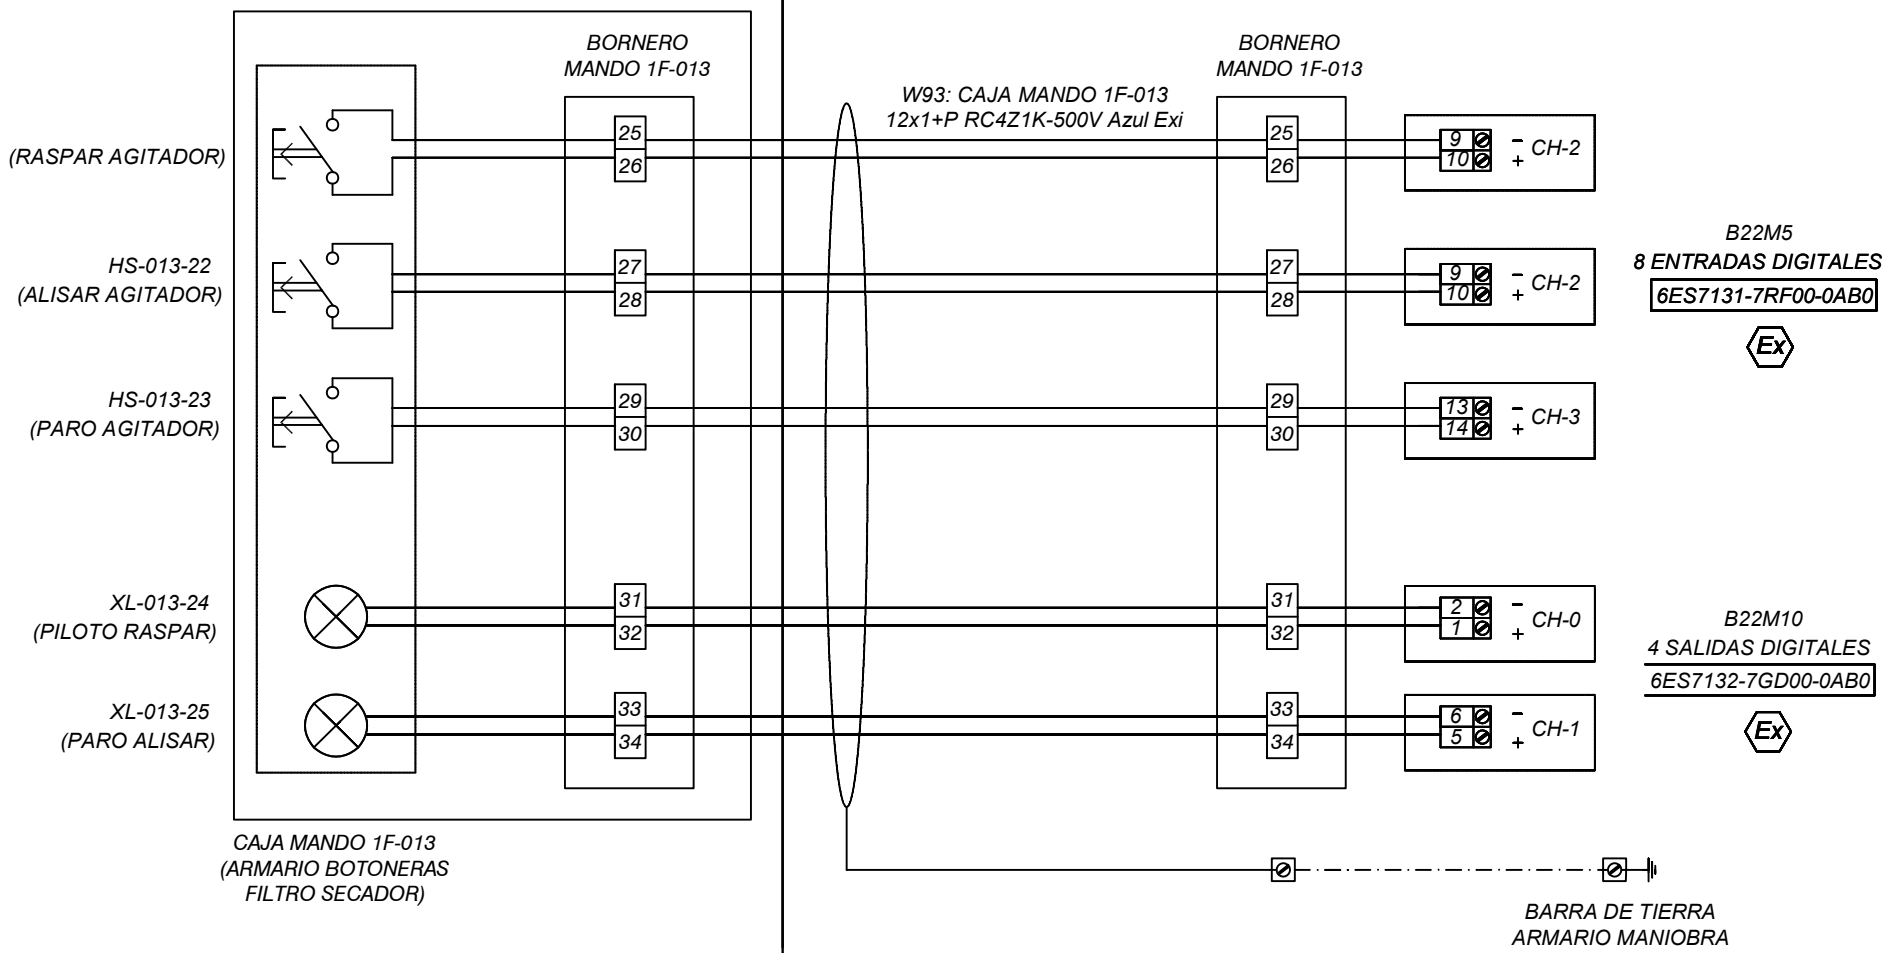 BORNERO
MANDO 1F-013
BORNERO
MANDO 1F-013
W93: CAJA MANDO 1F-013
12x1+P RC4Z1K-500V Azul Exi
(RASPAR AGITADOR)
25
26
25
26
9
10
-
+
CH-2
HS-013-22
(ALISAR AGITADOR)
27
28
27
28
9
10
-
+
CH-2
B22M5
8 ENTRADAS DIGITALES
6ES7131-7RF00-0AB0
Ex
HS-013-23
(PARO AGITADOR)
29
30
29
30
13
14
-
+
CH-3
XL-013-24
(PILOTO RASPAR)
31
32
31
32
2
1
-
+
CH-0
B22M10
4 SALIDAS DIGITALES
6ES7132-7GD00-0AB0
Ex
XL-013-25
(PARO ALISAR)
33
34
33
34
6
5
-
+
CH-1
CAJA MANDO 1F-013
(ARMARIO BOTONERAS
FILTRO SECADOR)
BARRA DE TIERRA
ARMARIO MANIOBRA